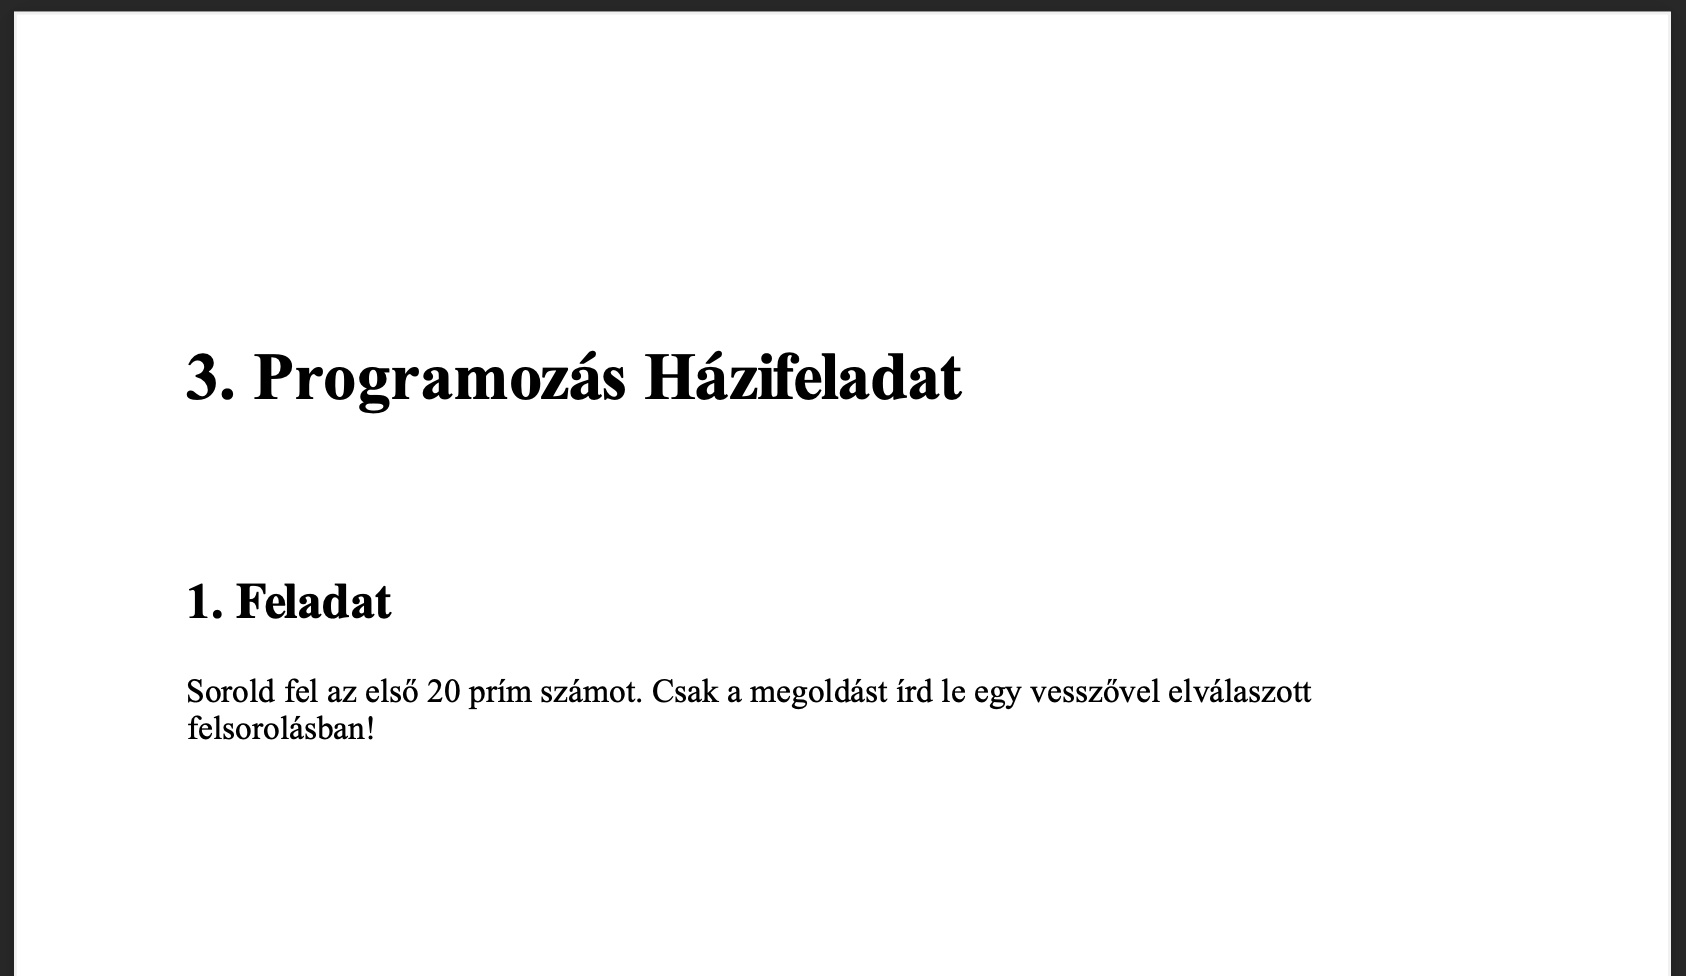 3. Programozás Házifeladat
1. Feladat
Sorold fel az első 20 prím számot. Csak a megoldást írd le egy vesszővel elválaszott
felsorolásban!